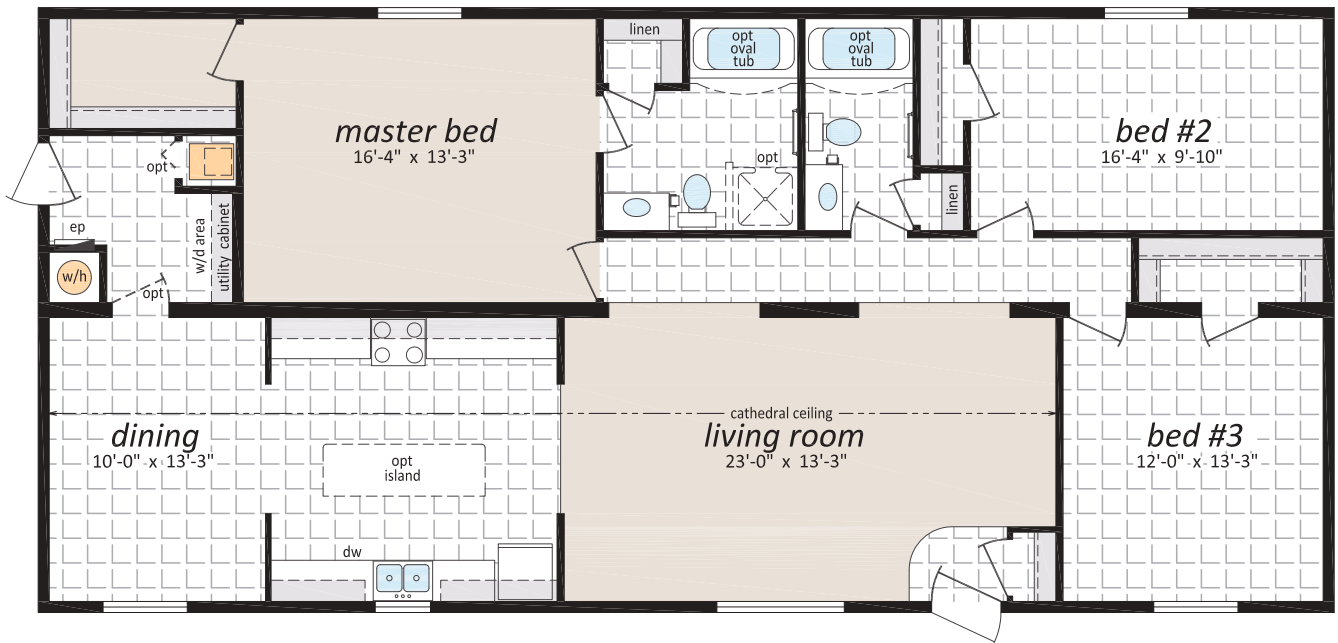 linen
opt
oval
tub
opt
oval
tub
master bed
16'-4" x 13'-3"
bed #2
16'-4" x 9'-10"
opt
opt
linen
ep
w/d area
utility cabinet
w/h
opt
cathedral ceiling
dining
10'-0" x 13'-3"
living room
23'-0" x 13'-3"
bed #3
12'-0" x 13'-3"
opt
island
dw